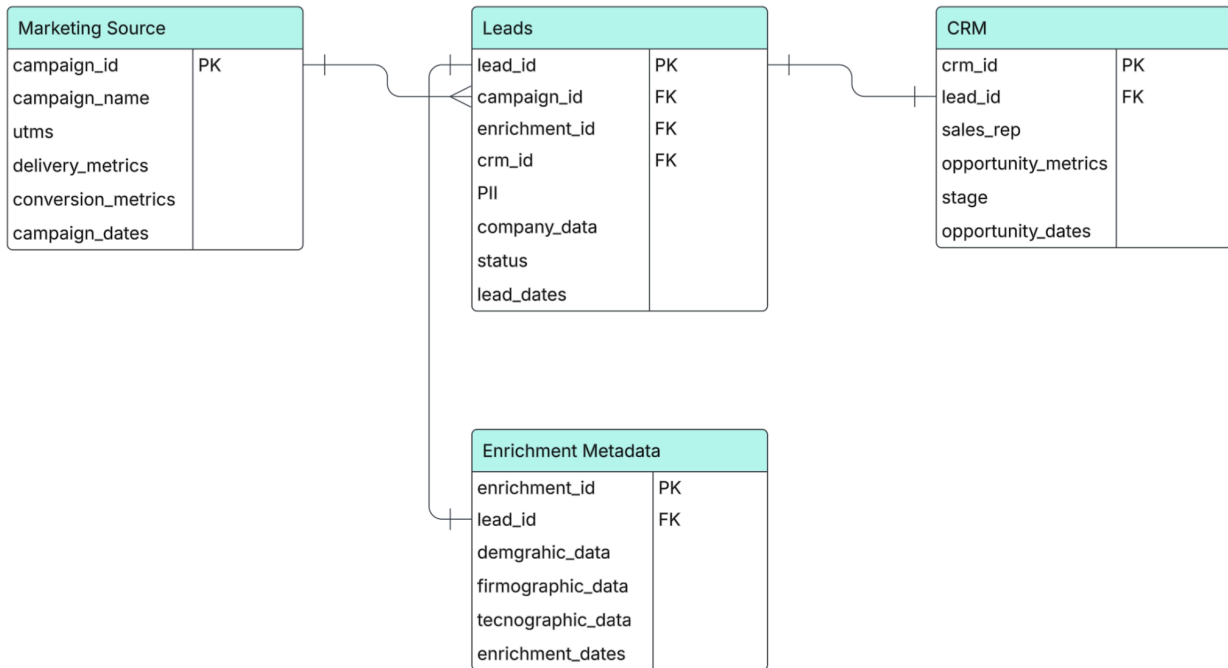 Marketing Source
campaign_id PK
campaign_name
utms
delivery_metrics
conversion_metrics
campaign_dates
Leads
lead_id PK
campaign_id FK
enrichment_id FK
crm_id FK
PII
company_data
status
lead_dates
CRM
crm_id PK
lead_id FK
sales_rep
opportunity_metrics
stage
opportunity_dates
Enrichment Metadata
enrichment_id PK
lead_id FK
demgrahic_data
firmographic_data
tecnographic_data
enrichment_dates